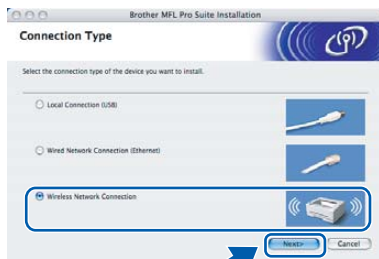 Brother MFL Pro Suite Installation
Connection Type
Select the connection type of the device you want to install.
Local Connection (USB)
Wired Network Connection (Ethernet)
Wireless Network Connection
Next>
Cancel